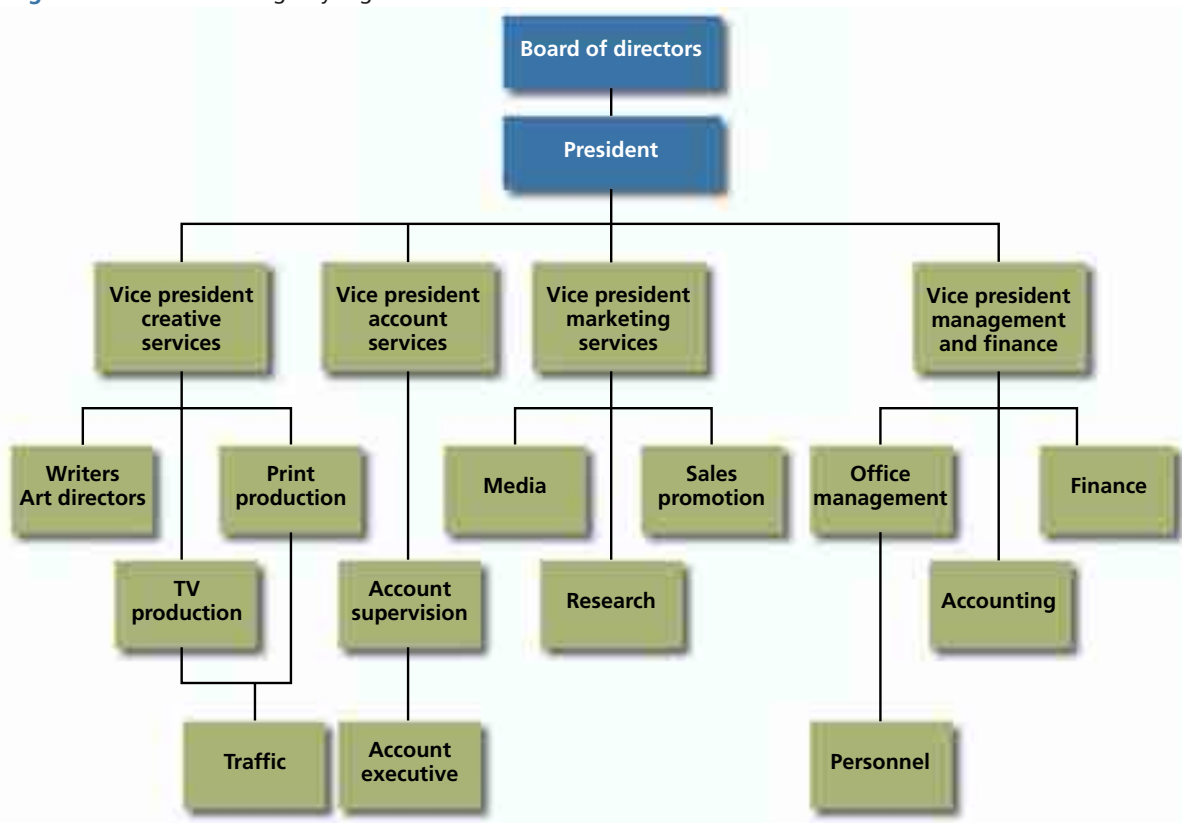 Board of directors
President
Vice president
creative
services
Vice president
account
services
Vice president
marketing
services
Vice president
management
and finance
Writers
Art directors
Print
production
Media
Sales
promotion
Office
management
Finance
TV
production
Account
supervision
Research
Accounting
Traffic
Account
executive
Personnel